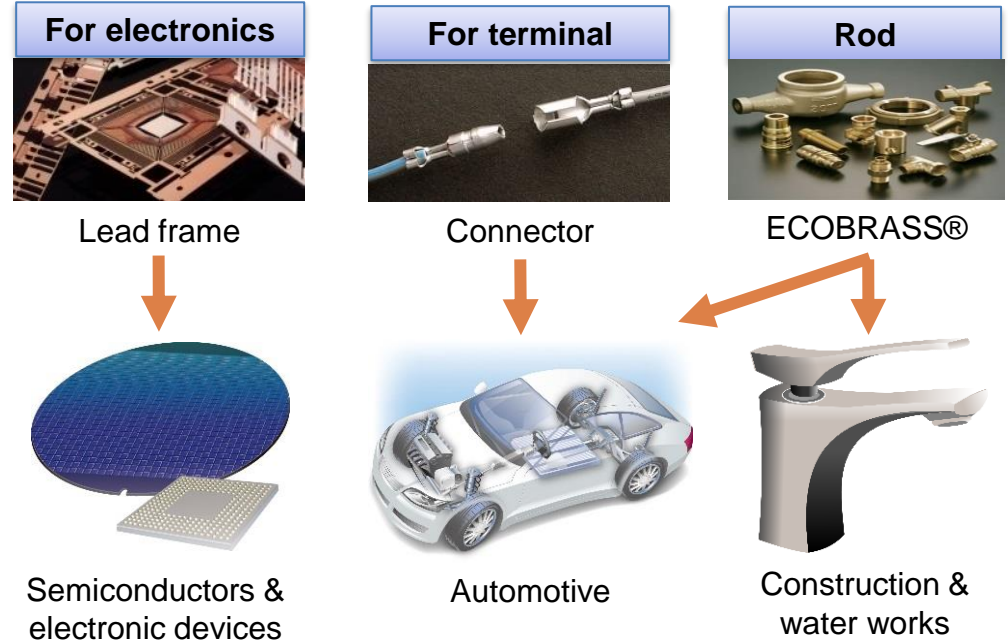 For electronics
For terminal
Rod
Lead frame
Connector
ECOBRASS®
Semiconductors &
electronic devices
Automotive
Construction &
water works